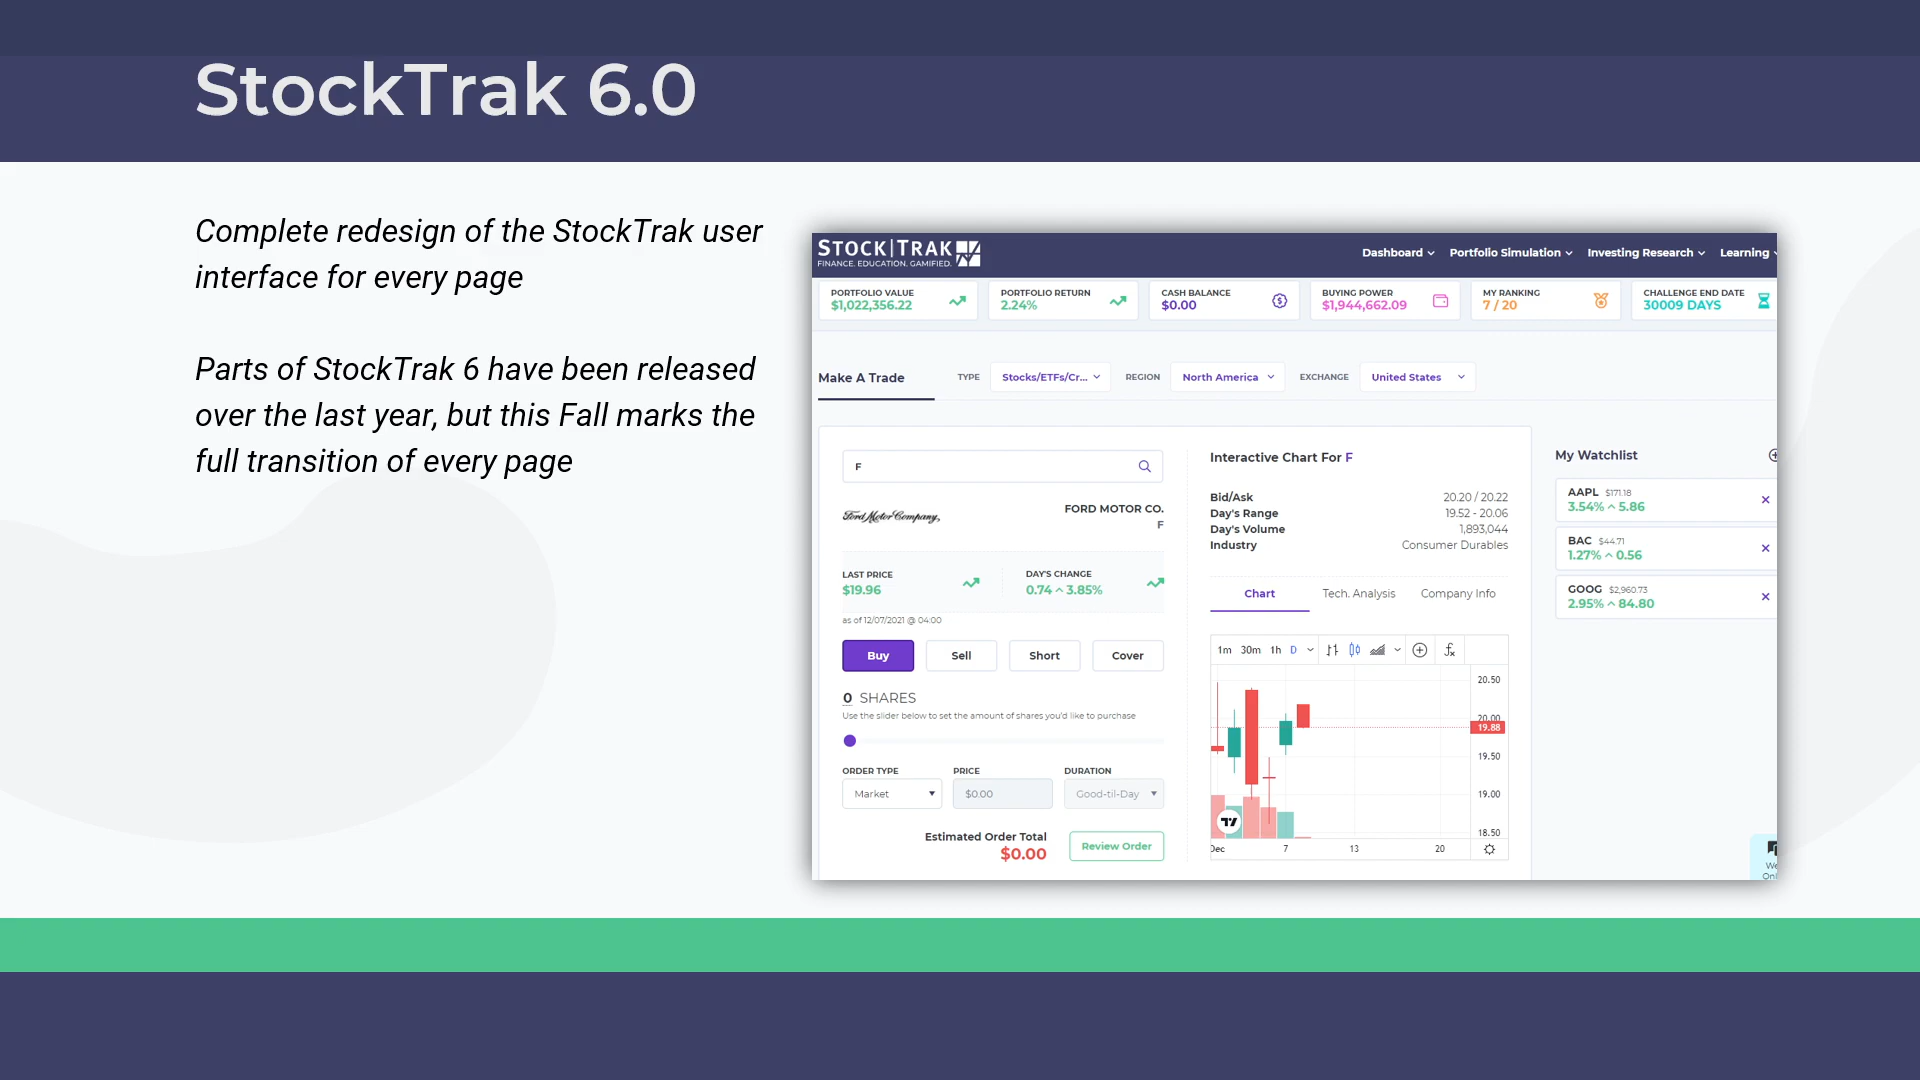 StockTrak 6.0
Complete redesign of the StockTrak user
interface for every page
Parts of StockTrak 6 have been released
over the last year, but this Fall marks the
full transition of every page
STOCK|TRAK
FINANCE. EDUCATION. GAMIFIED.
Dashboard Portfolio Simulation Investing Research Learning
PORTFOLIO VALUE
$1,022,356.22
PORTFOLIO RETURN
2.24%
CASH BALANCE
$0.00
BUYING POWER
$1,944,662.09
MY RANKING
7 / 20
CHALLENGE END DATE
30009 DAYS
Make A Trade TYPE Stocks/ETFs/Cr... REGION North America EXCHANGE United States
F
Ford Motor Company,
FORD MOTOR CO.
F
LAST PRICE
$19.96
DAY'S CHANGE
0.74 3.85%
as of 12/07/2021 @ 04:00
Buy Sell Short Cover
0 SHARES
Use the slider below to set the amount of shares you'd like to purchase
ORDER TYPE PRICE DURATION
Market $0.00 Good-til-Day
Estimated Order Total
$0.00
Review Order
Interactive Chart For F
Bid/Ask 20.20 / 20.22
Day's Range 19.52 - 20.06
Day's Volume 1,893,044
Industry Consumer Durables
Chart Tech. Analysis Company Info
1m 30m 1h D
20.50
20.00
19.88
19.50
19.00
18.50
Dec 7 13 20
My Watchlist
AAPL $171.18
3.54% 5.86
BAC $44.71
1.27% 0.56
GOOG $2,960.73
2.95% 84.80